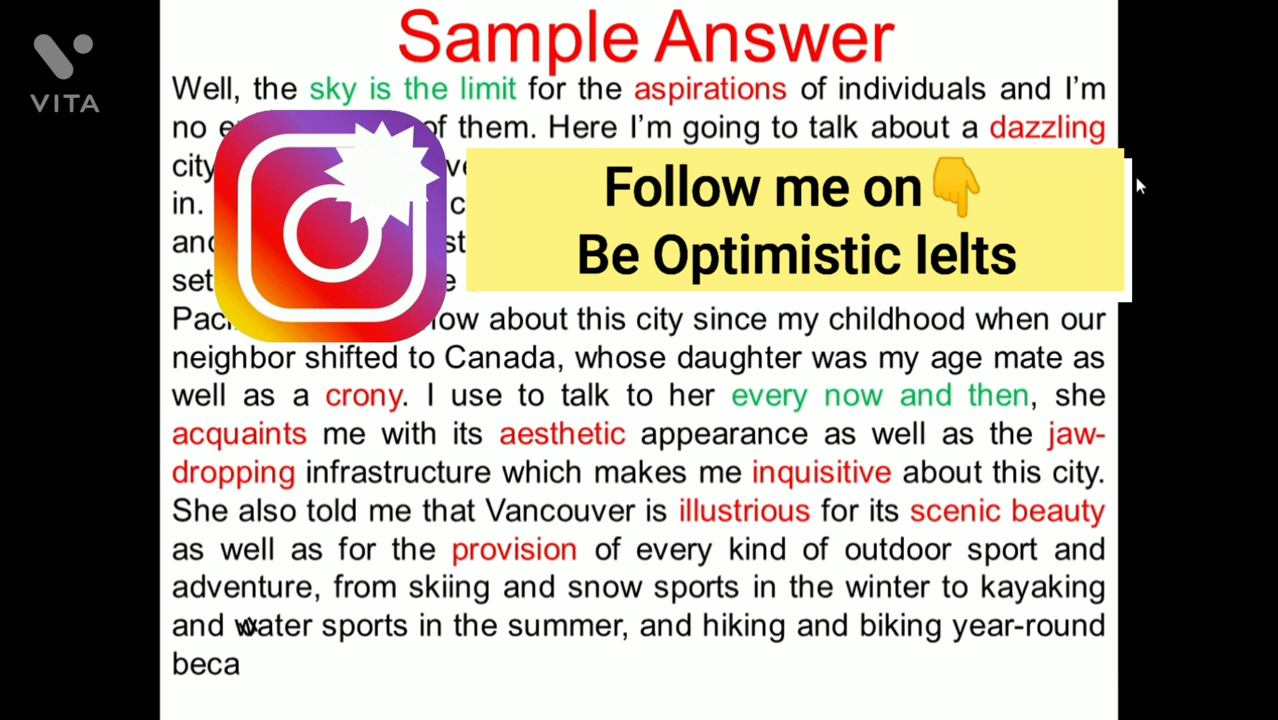 Sample Answer
VITA
Well, the sky is the limit for the aspirations of individuals and I'm
no of them. Here I'm going to talk about a dazzling
city
Follow me on👇
in.
and
Be Optimistic Ielts
set
about this city since my childhood when our
neighbor shifted to Canada, whose daughter was my age mate as
well as a crony. I use to talk to her every now and then, she
acquaints me with its aesthetic appearance as well as the jaw-
dropping infrastructure which makes me inquisitive about this city.
She also told me that Vancouver is illustrious for its scenic beauty
as well as for the provision of every kind of outdoor sport and
adventure, from skiing and snow sports in the winter to kayaking
and water sports in the summer, and hiking and biking year-round
beca